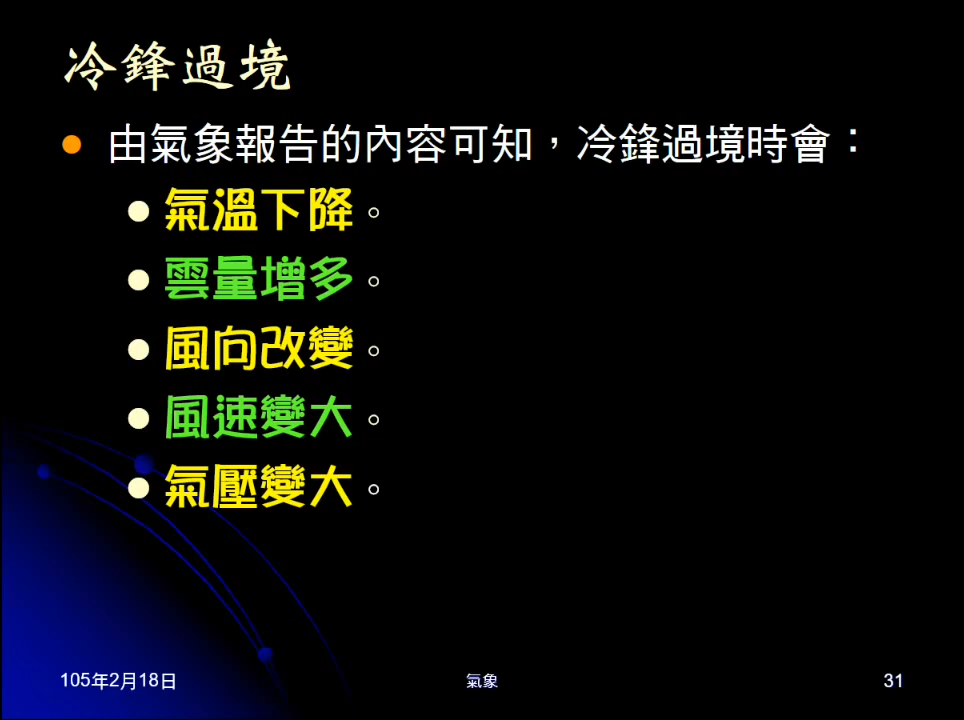 冷鋒過境
由氣象報告的內容可知，冷鋒過境時會：
氣溫下降。
雲量增多。
風向改變。
風速變大。
氣壓變大。
105年2月18日
氣象
31